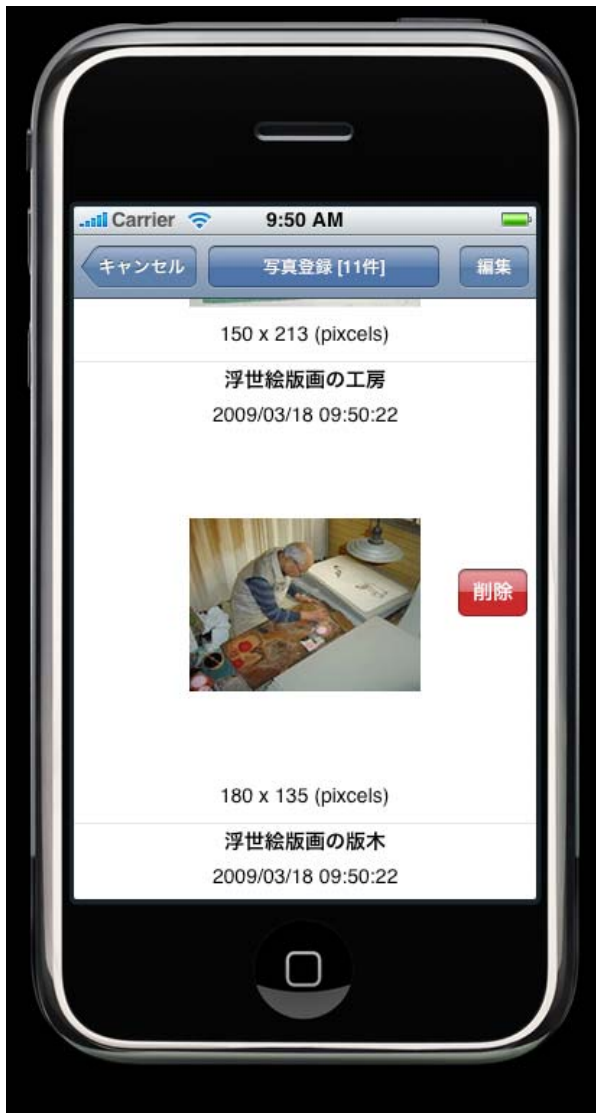 Carrier 9:50 AM
キャンセル 写真登録 [11件] 編集
150 x 213 (pixcels)
浮世絵版画の工房
2009/03/18 09:50:22
削除
180 x 135 (pixcels)
浮世絵版画の版木
2009/03/18 09:50:22